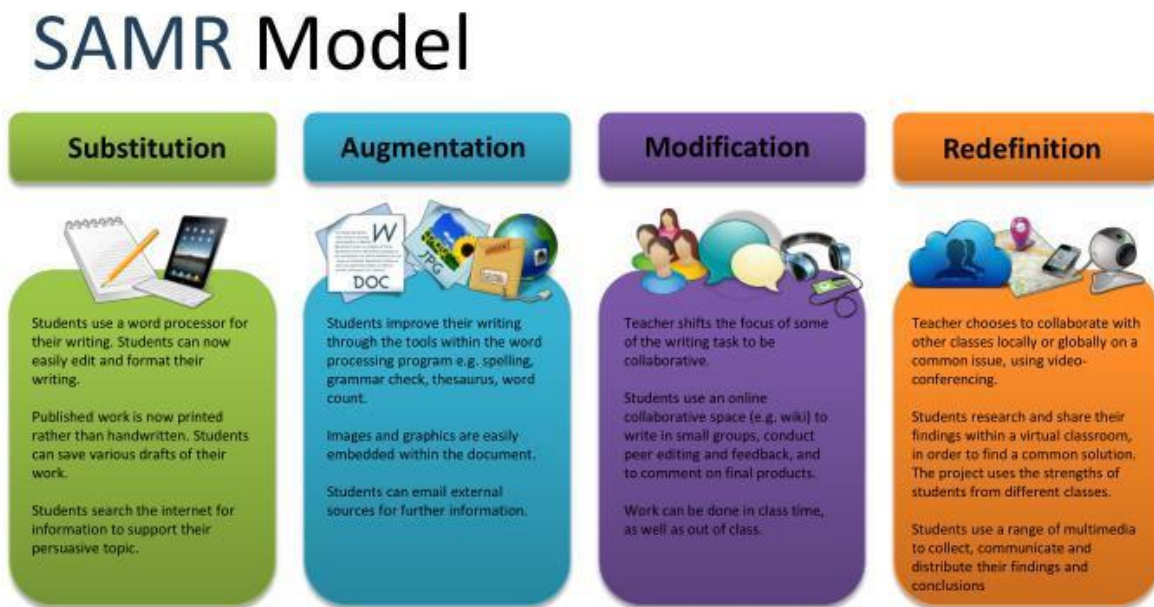 SAMR Model
Substitution
Students use a word processor for
their writing. Students can now
easily edit and format their
writing.
Published work is now printed
rather than handwritten. Students
can save various drafts of their
work.
Students search the internet for
information to support their
persuasive topic.
Augmentation
W
DOC
JPG
Students improve their writing
through the tools within the word
processing program e.g. spelling,
grammar check, thesaurus, word
count.
Images and graphics are easily
embedded within the document.
Students can email external
sources for further information.
Modification
Teacher shifts the focus of some
of the writing task to be
collaborative.
Students use an online
collaborative space (e.g. wiki) to
write in small groups, conduct
peer editing and feedback, and
to comment on final products.
Work can be done in class time,
as well as out of class.
Redefinition
Teacher chooses to collaborate with
other classes locally or globally on a
common issue, using video-
conferencing.
Students research and share their
findings within a virtual classroom,
in order to find a common solution.
The project uses the strengths of
students from different classes.
Students use a range of multimedia
to collect, communicate and
distribute their findings and
conclusions